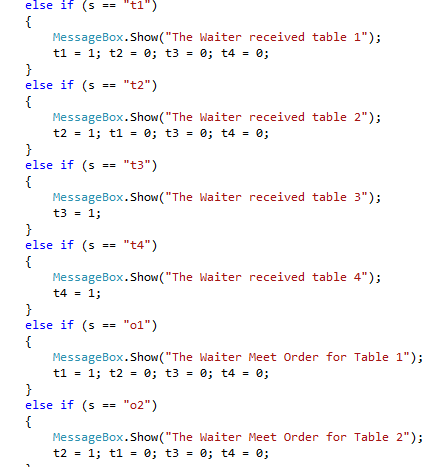 else if (s == "t1")
{
MessageBox.Show("The Waiter received table 1");
t1 = 1; t2 = 0; t3 = 0; t4 = 0;
}
else if (s == "t2")
{
MessageBox.Show("The Waiter received table 2");
t2 = 1; t1 = 0; t3 = 0; t4 = 0;
}
else if (s == "t3")
{
MessageBox.Show("The Waiter received table 3");
t3 = 1;
}
else if (s == "t4")
{
MessageBox.Show("The Waiter received table 4");
t4 = 1;
}
else if (s == "o1")
{
MessageBox.Show("The Waiter Meet Order for Table 1");
t1 = 1; t2 = 0; t3 = 0; t4 = 0;
}
else if (s == "o2")
{
MessageBox.Show("The Waiter Meet Order for Table 2");
t2 = 1; t1 = 0; t3 = 0; t4 = 0;